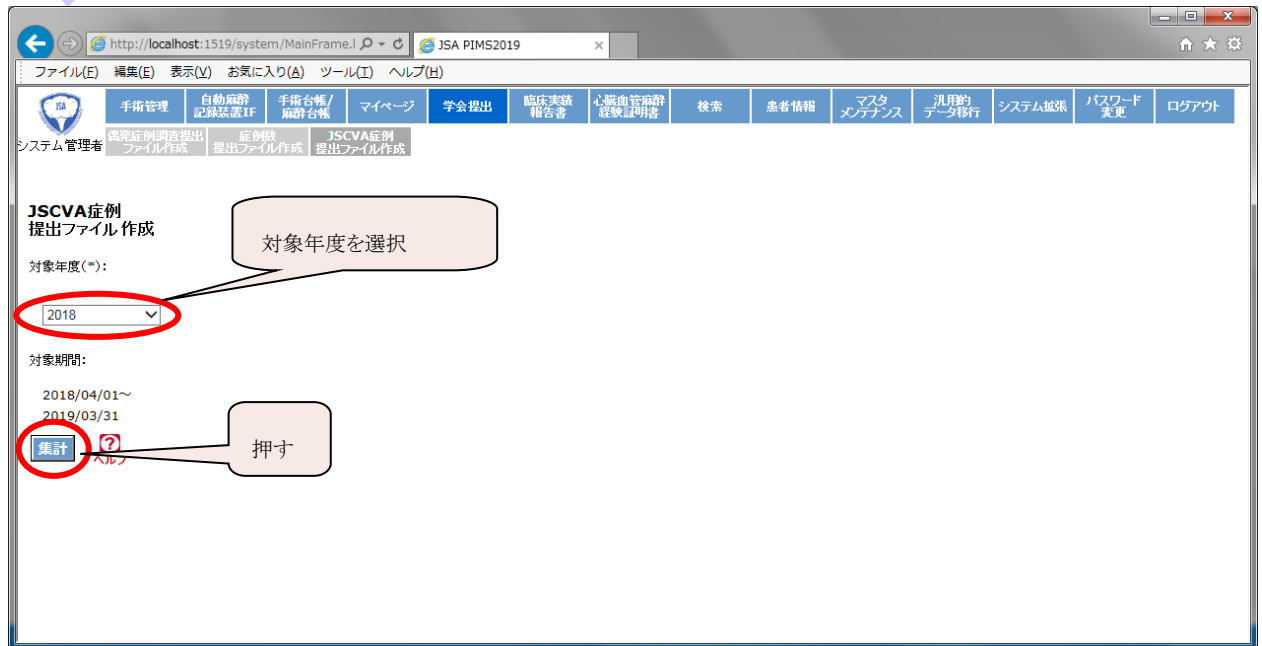 http://localhost:1519/system/MainFrame.l
JSA PIMS2019
ファイル(F) 編集(E) 表示(V) お気に入り(A) ツール(T) ヘルプ(H)
JSA
システム管理者
手術管理
自動麻酔
記録装置IF
手術台帳/
麻酔台帳
マイページ
学会提出
臨床実績
報告書
心臓血管麻酔
経験証明書
検索
患者情報
マスタ
メンテナンス
汎用的
データ移行
システム拡張
パスワード
変更
ログアウト
偶発症例調査提出
ファイル作成
症例数
提出ファイル作成
JSCVA症例
提出ファイル作成
JSCVA症例
提出ファイル作成
対象年度を選択
対象年度(*):
2018
対象期間:
2018/04/01～
2019/03/31
集計
?
ヘルプ
押す